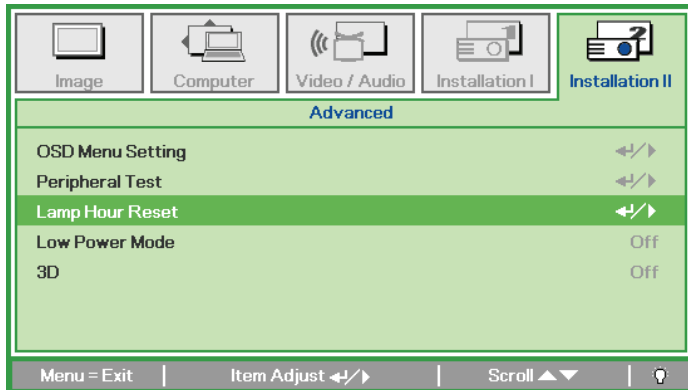 Image
Computer
Video / Audio
Installation I
Installation II
Advanced
OSD Menu Setting
Peripheral Test
Lamp Hour Reset
Low Power Mode Off
3D Off
Menu = Exit Item Adjust Scroll